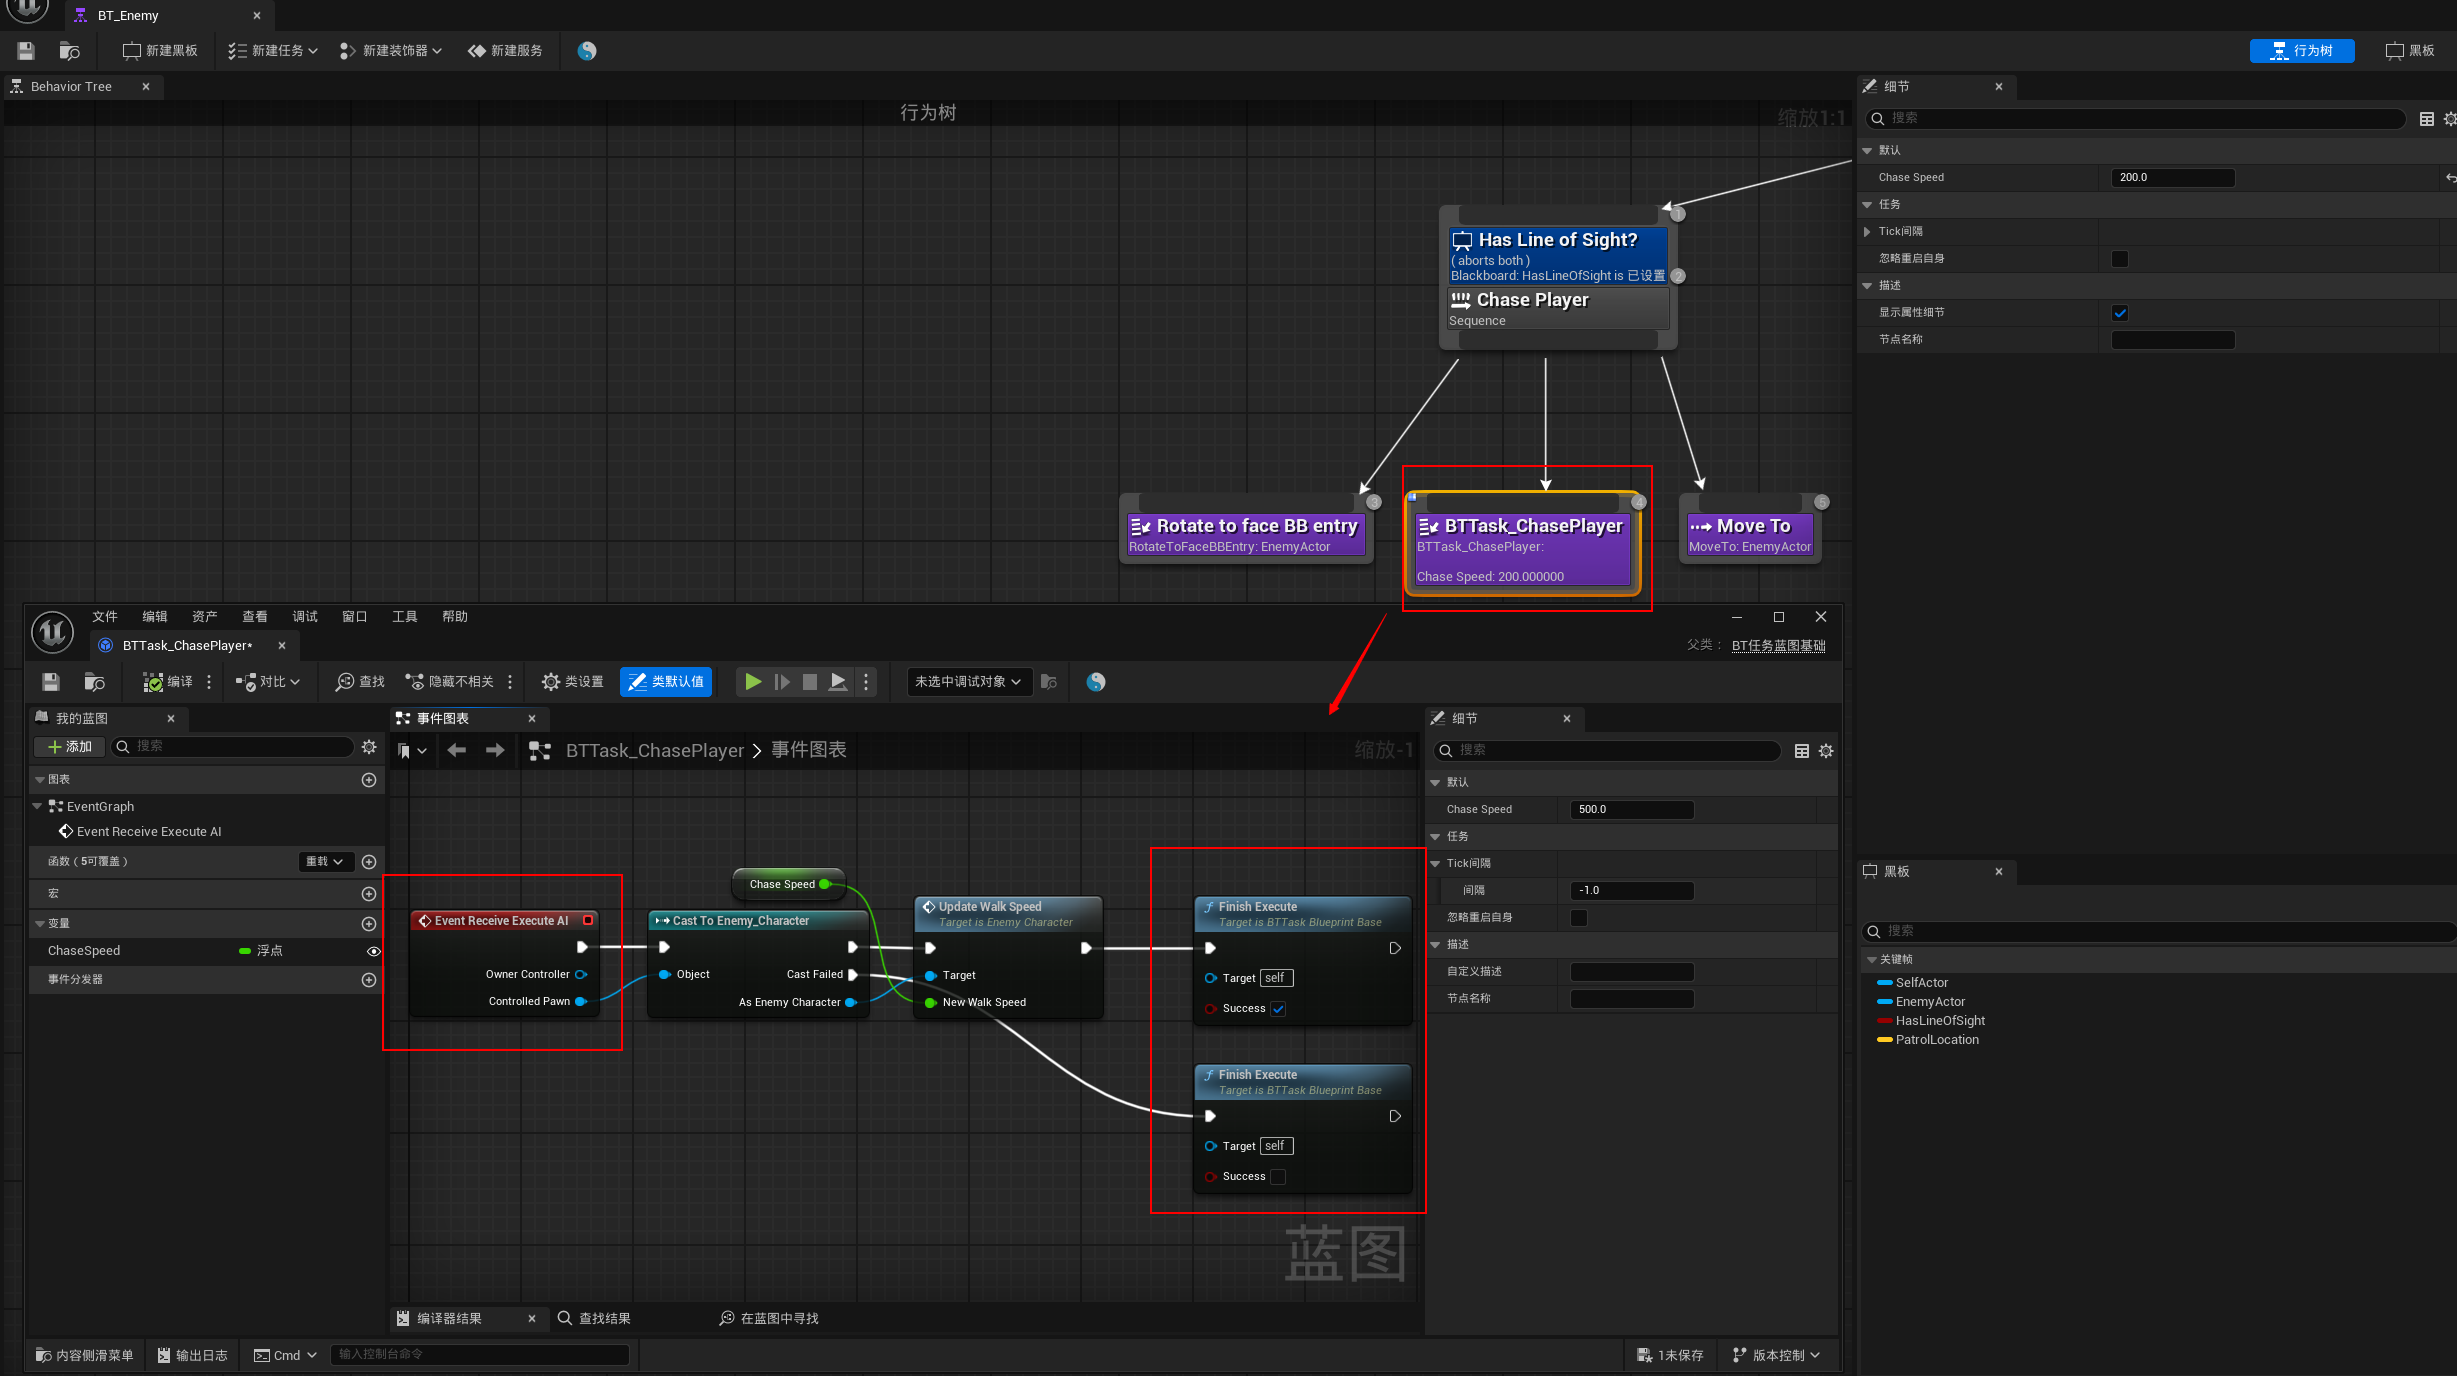 BT_Enemy
新建黑板
新建任务
新建装饰器
新建服务
行为树
黑板
Behavior Tree
行为树
缩放1:1
Has Line of Sight?
( aborts both )
Blackboard: HasLineOfSight is 已设置
Chase Player
Sequence
1
2
Rotate to face BB entry
RotateToFaceBBEntry: EnemyActor
3
BTTask_ChasePlayer
BTTask_ChasePlayer:
Chase Speed: 200.000000
4
Move To
MoveTo: EnemyActor
5
细节
搜索
默认
Chase Speed
200.0
任务
Tick间隔
忽略重启自身
描述
显示属性细节
节点名称
黑板
搜索
关键帧
SelfActor
EnemyActor
HasLineOfSight
PatrolLocation
文件
编辑
资产
查看
调试
窗口
工具
帮助
BTTask_ChasePlayer*
父类：
BT任务蓝图基础
编译
对比
查找
隐藏不相关
类设置
类默认值
未选中调试对象
我的蓝图
添加
搜索
图表
EventGraph
Event Receive Execute AI
函数（5可覆盖）
重载
宏
变量
ChaseSpeed
浮点
事件分发器
事件图表
BTTask_ChasePlayer > 事件图表
缩放-1
Event Receive Execute AI
Owner Controller
Controlled Pawn
Chase Speed
Cast To Enemy_Character
Object
Cast Failed
As Enemy Character
Update Walk Speed
Target is Enemy Character
Target
New Walk Speed
Finish Execute
Target is BTTask Blueprint Base
Target
self
Success
Finish Execute
Target is BTTask Blueprint Base
Target
self
Success
蓝图
细节
搜索
默认
Chase Speed
500.0
任务
Tick间隔
间隔
-1.0
忽略重启自身
描述
自定义描述
节点名称
编译器结果
查找结果
在蓝图中寻找
内容侧滑菜单
输出日志
Cmd
输入控制台命令
1未保存
版本控制